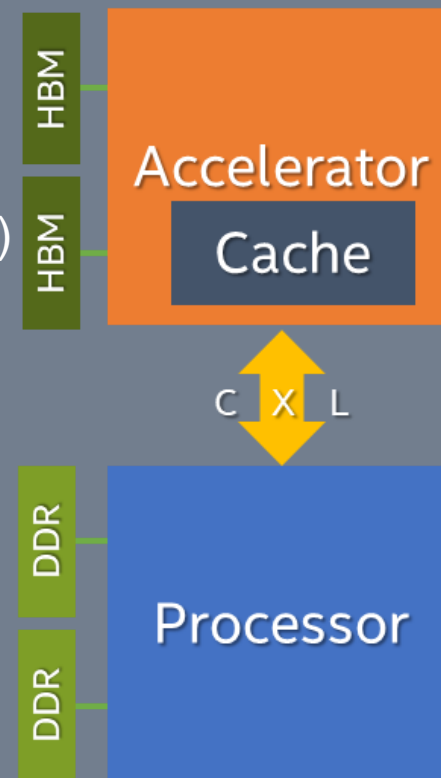 HBM
Accelerator
)
HBM
Cache
C X L
DDR
Processor
DDR